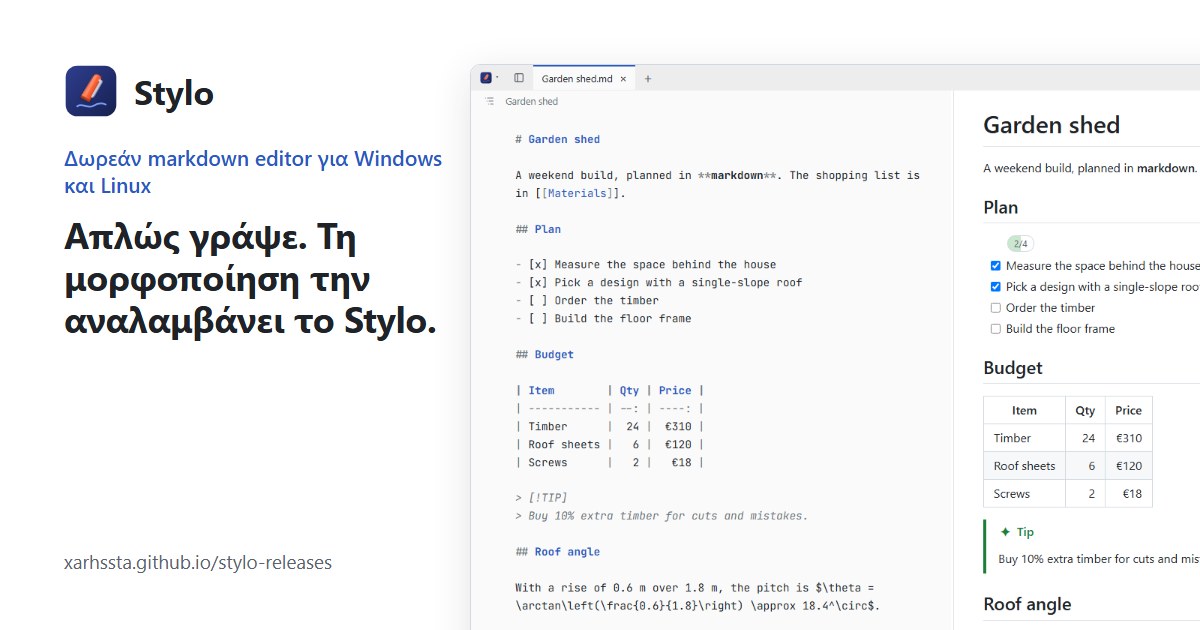 Stylo
Δωρεάν markdown editor για Windows
και Linux
Απλώς γράψε. Τη
μορφοποίηση την
αναλαμβάνει το Stylo.
xarhssta.github.io/stylo-releases
Garden shed.md × +
Garden shed
# Garden shed
A weekend build, planned in **markdown**. The shopping list is
in [[Materials]].
## Plan
- [x] Measure the space behind the house
- [x] Pick a design with a single-slope roof
- [ ] Order the timber
- [ ] Build the floor frame
## Budget
| Item | Qty | Price |
| ----------- | --: | ----: |
| Timber | 24 | €310 |
| Roof sheets | 6 | €120 |
| Screws | 2 | €18 |
> [!TIP]
> Buy 10% extra timber for cuts and mistakes.
## Roof angle
With a rise of 0.6 m over 1.8 m, the pitch is $\theta =
\arctan\left(\frac{0.6}{1.8}\right) \approx 18.4^\circ$.
Garden shed
A weekend build, planned in markdown.
Plan
2/4
Measure the space behind the house
Pick a design with a single-slope roo
Order the timber
Build the floor frame
Budget
Item Qty Price
Timber 24 €310
Roof sheets 6 €120
Screws 2 €18
Tip
Buy 10% extra timber for cuts and mis
Roof angle